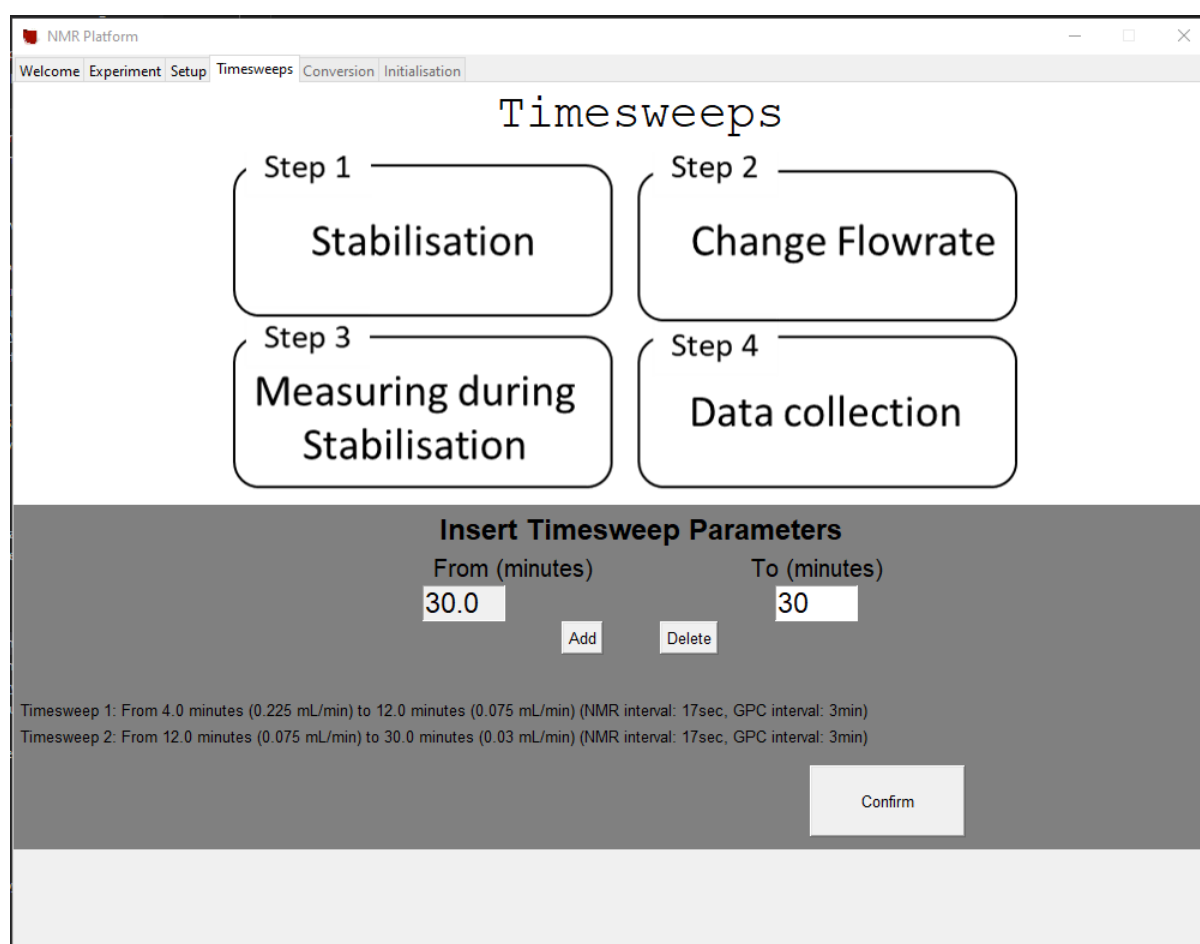 NMR Platform
Welcome Experiment Setup Timesweeps Conversion Initialisation
Timesweeps
Step 1
Stabilisation
Step 2
Change Flowrate
Step 3
Measuring during
Stabilisation
Step 4
Data collection
Insert Timesweep Parameters
From (minutes) To (minutes)
30.0 30
Add Delete
Timesweep 1: From 4.0 minutes (0.225 mL/min) to 12.0 minutes (0.075 mL/min) (NMR interval: 17sec, GPC interval: 3min)
Timesweep 2: From 12.0 minutes (0.075 mL/min) to 30.0 minutes (0.03 mL/min) (NMR interval: 17sec, GPC interval: 3min)
Confirm